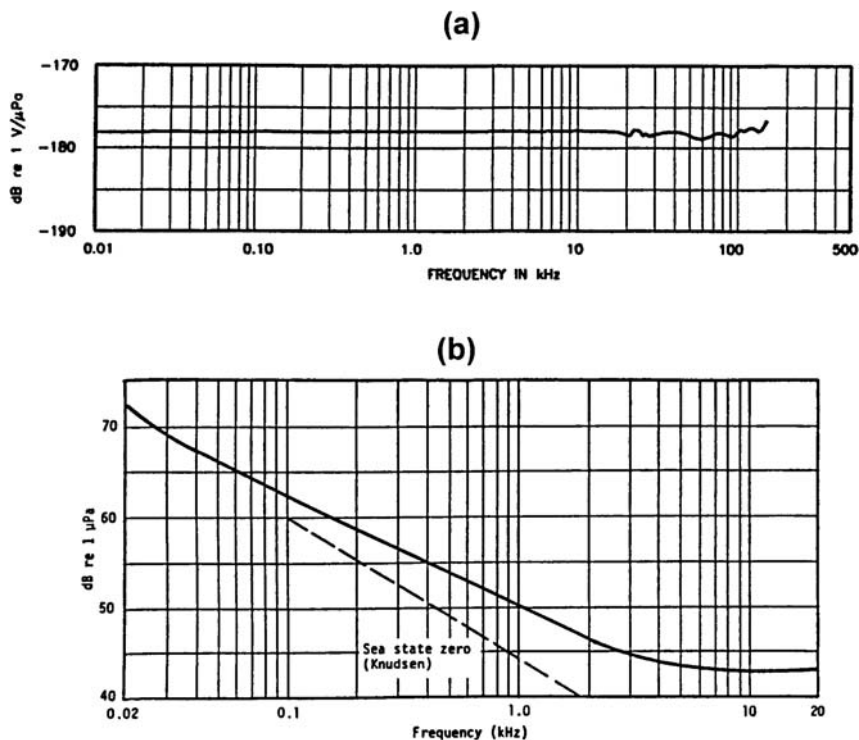 (a)
-170
-180
-190
dB re 1 V/μPa
0.01 0.10 1.0 10 100 500
FREQUENCY IN kHz
(b)
70
60
50
40
dB re 1 μPa
Sea state zero
(Knudsen)
0.02 0.1 1.0 10 20
Frequency (kHz)